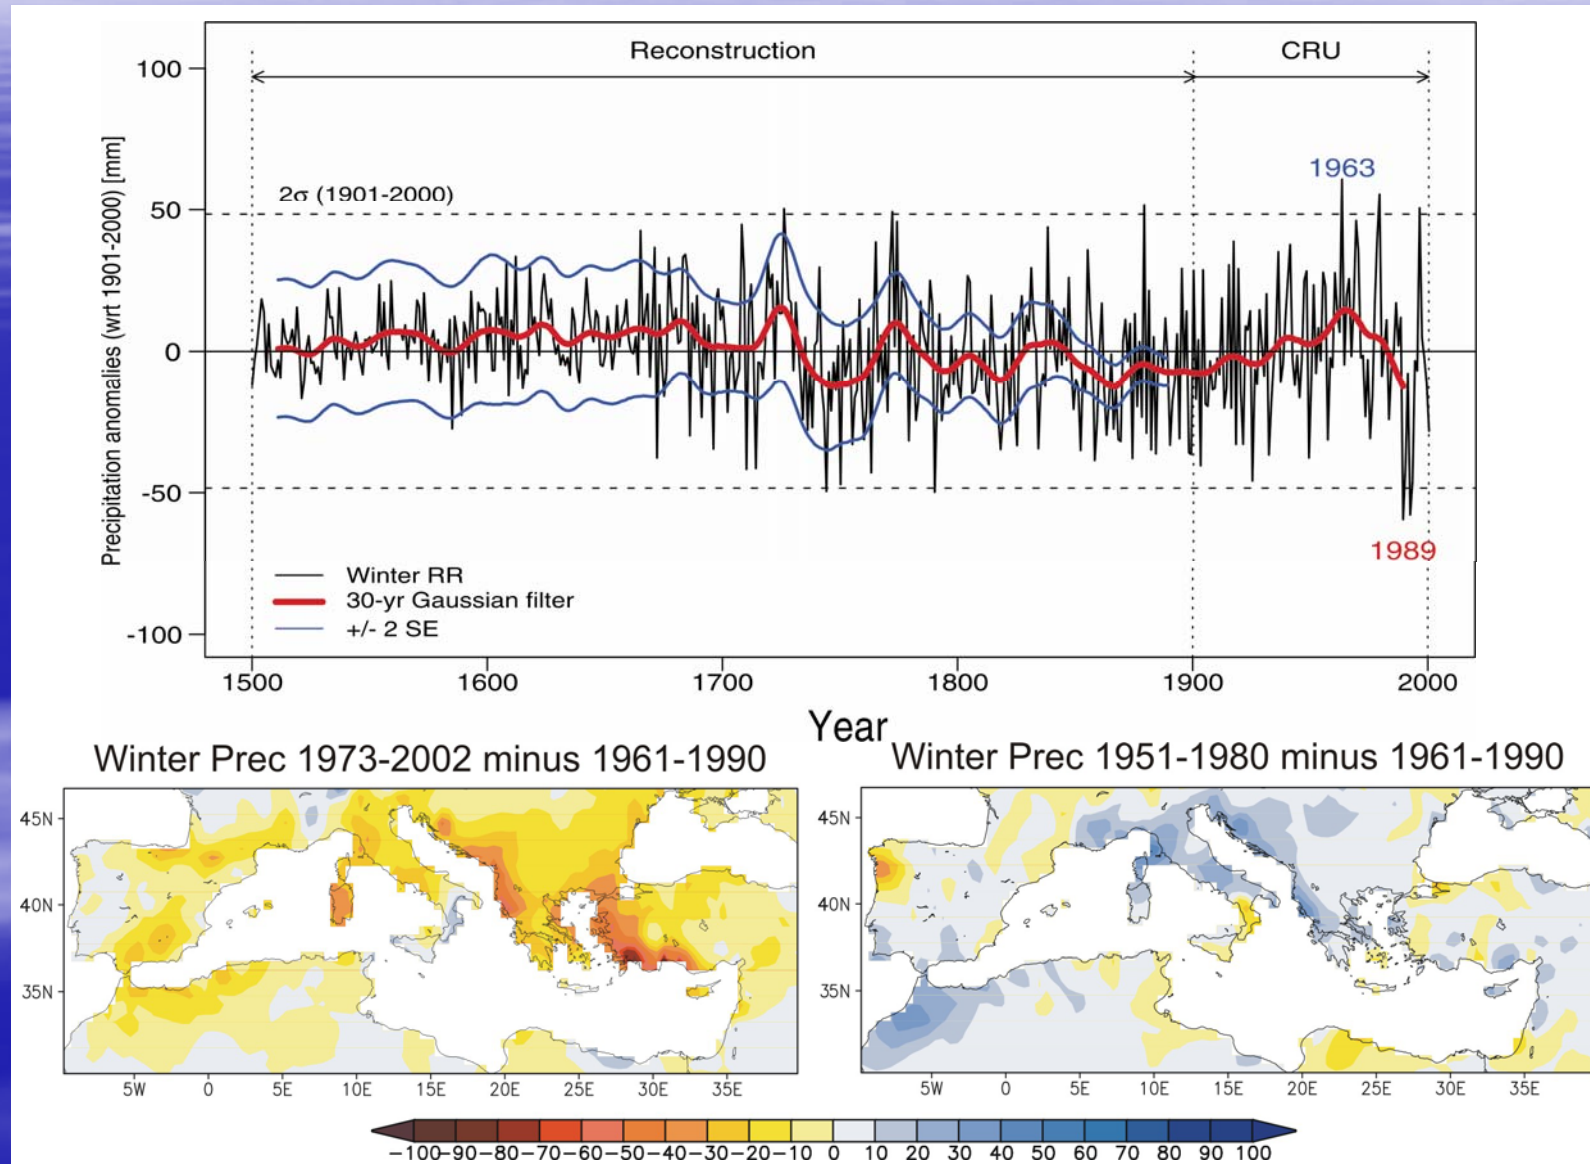 Reconstruction CRU
Precipitation anomalies (wrt 1901-2000) [mm]
100
50
0
-50
-100
2σ (1901-2000)
1963
1989
Winter RR
30-yr Gaussian filter
+/- 2 SE
1500 1600 1700 1800 1900 2000
Year
Winter Prec 1973-2002 minus 1961-1990
45N
40N
35N
5W 0 5E 10E 15E 20E 25E 30E 35E
Winter Prec 1951-1980 minus 1961-1990
45N
40N
35N
5W 0 5E 10E 15E 20E 25E 30E 35E
-100 -90 -80 -70 -60 -50 -40 -30 -20 -10 0 10 20 30 40 50 60 70 80 90 100